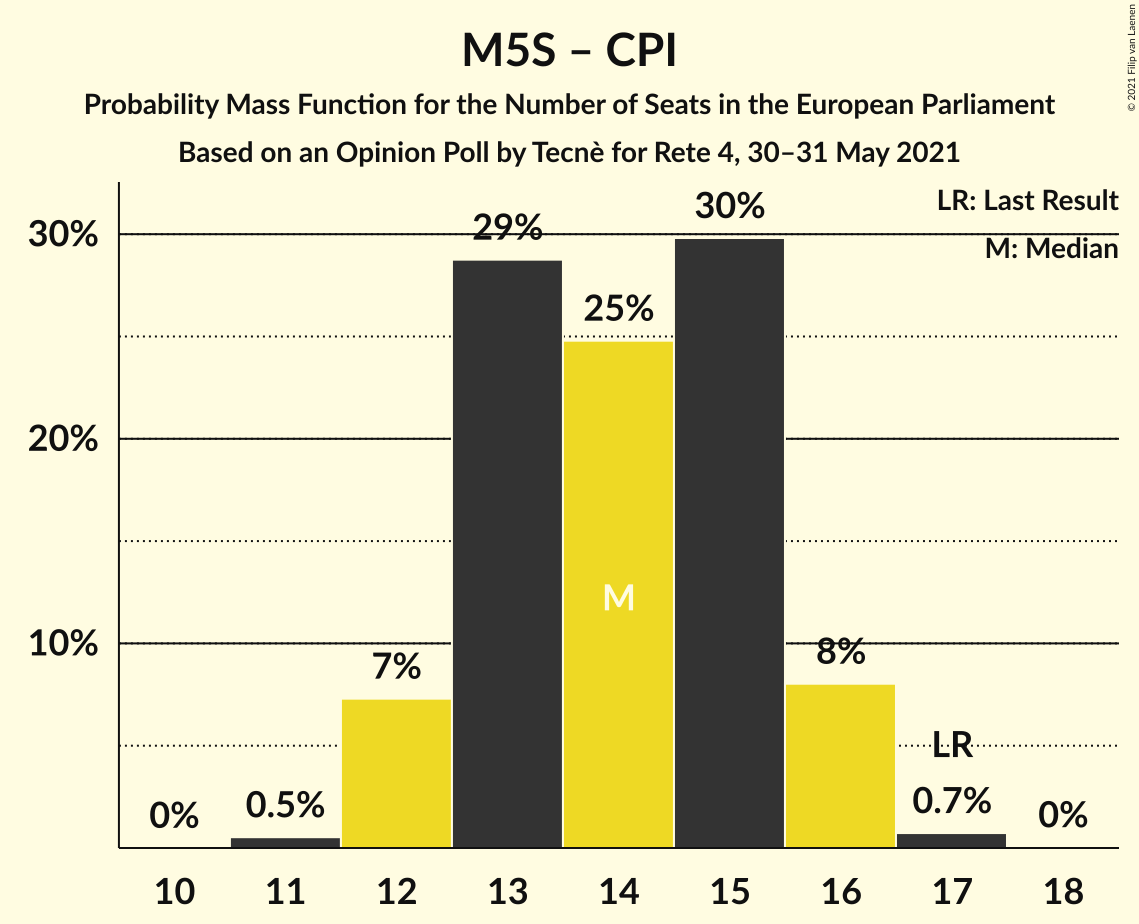 M5S – CPI
Probability Mass Function for the Number of Seats in the European Parliament
Based on an Opinion Poll by Tecnè for Rete 4, 30–31 May 2021
© 2021 Filip van Laenen
LR: Last Result
M: Median
30%
20%
10%
0%
0.5%
7%
29%
25%
30%
8%
0.7%
0%
M
LR
10
11
12
13
14
15
16
17
18